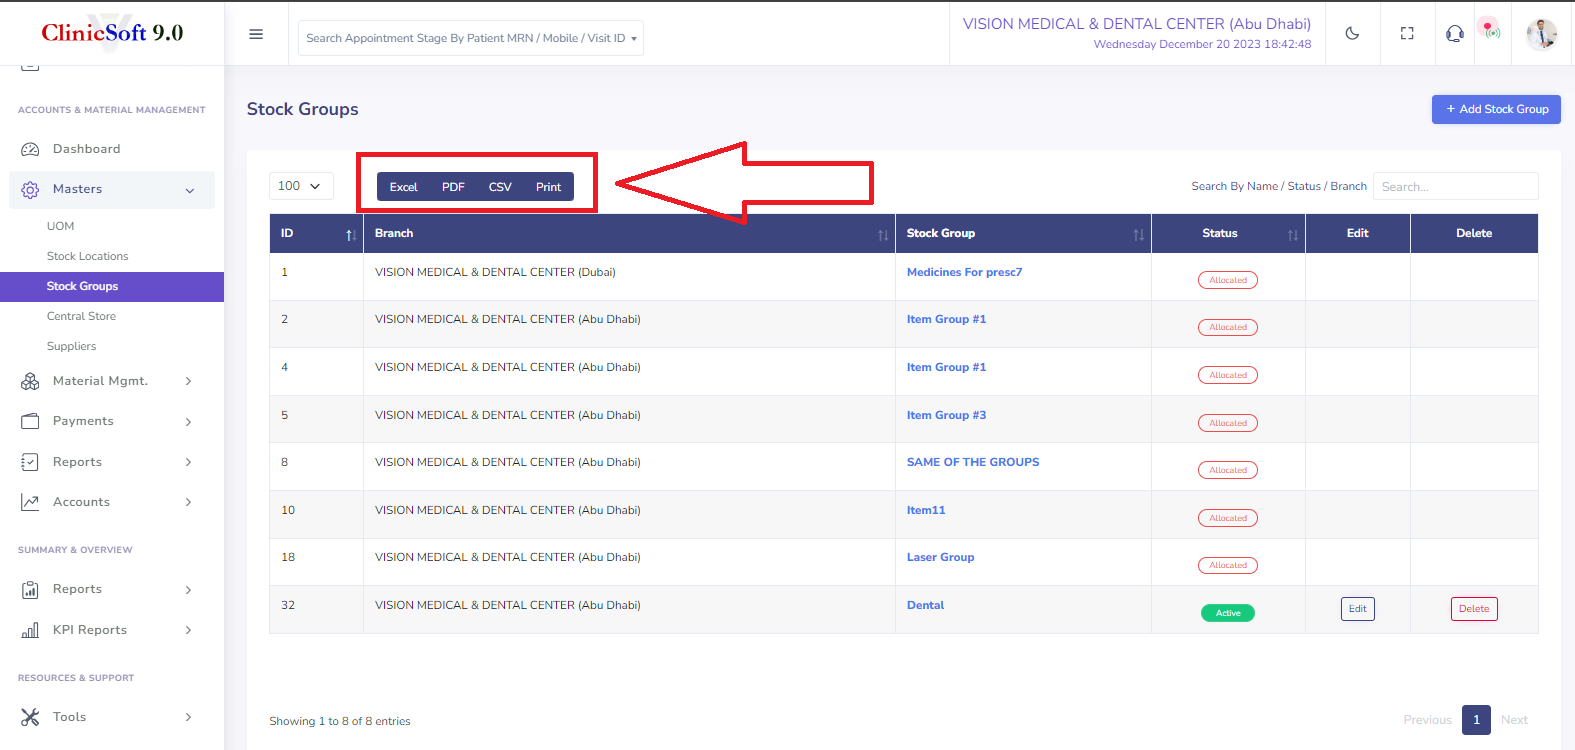 ClinicSoft 9.0
Search Appointment Stage By Patient MRN / Mobile / Visit ID
VISION MEDICAL & DENTAL CENTER (Abu Dhabi)
Wednesday December 20 2023 18:42:48
ACCOUNTS & MATERIAL MANAGEMENT
Dashboard
Masters
UOM
Stock Locations
Stock Groups
Central Store
Suppliers
Material Mgmt.
Payments
Reports
Accounts
SUMMARY & OVERVIEW
Reports
KPI Reports
RESOURCES & SUPPORT
Tools
Stock Groups
+ Add Stock Group
100
Excel PDF CSV Print
Search By Name / Status / Branch Search...
ID Branch Stock Group Status Edit Delete
1 VISION MEDICAL & DENTAL CENTER (Dubai) Medicines For presc7 Allocated
2 VISION MEDICAL & DENTAL CENTER (Abu Dhabi) Item Group #1 Allocated
4 VISION MEDICAL & DENTAL CENTER (Abu Dhabi) Item Group #1 Allocated
5 VISION MEDICAL & DENTAL CENTER (Abu Dhabi) Item Group #3 Allocated
8 VISION MEDICAL & DENTAL CENTER (Abu Dhabi) SAME OF THE GROUPS Allocated
10 VISION MEDICAL & DENTAL CENTER (Abu Dhabi) Item11 Allocated
18 VISION MEDICAL & DENTAL CENTER (Abu Dhabi) Laser Group Allocated
32 VISION MEDICAL & DENTAL CENTER (Abu Dhabi) Dental Active Edit Delete
Showing 1 to 8 of 8 entries
Previous 1 Next